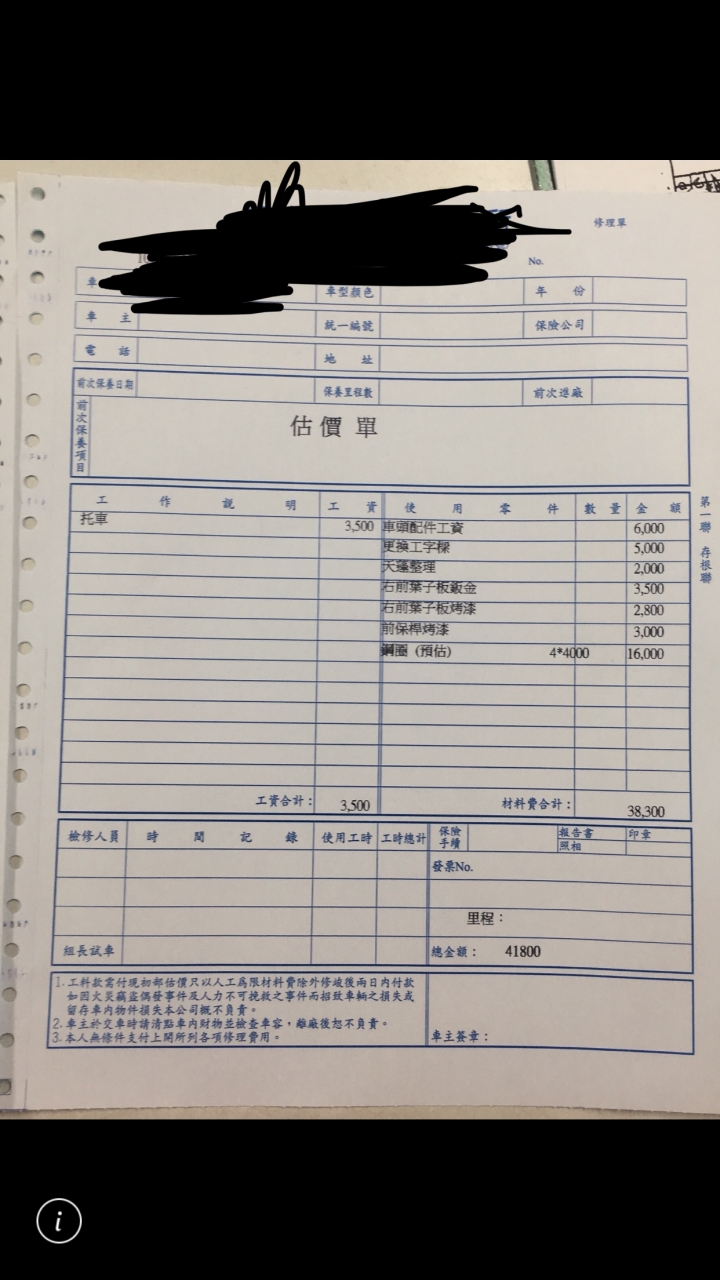 修理單
No.
車 車型顏色 年 份
車 主 統一編號 保險公司
電 話 地 址
前次保養日期 保養里程數 前次進廠
前次保養項目
估價單
工 作 說 明 工 資 使 用 零 件 數 量 金 額
托車 3,500 車頭配件工資 6,000
更換工字樑 5,000
天蓬整理 2,000
右前葉子板鈑金 3,500
右前葉子板烤漆 2,800
前保桿烤漆 3,000
鋼圈 (預估) 4*4000 16,000
第一聯 存根聯
工資合計： 3,500 材料費合計： 38,300
檢修人員 時 間 記 錄 使用工時 工時總計 保險手續 報告書 印章
照相
發票No.
里程：
組長試車 總金額： 41800
1. 工料款需付現初部估價只以人工為限材料費除外修竣後兩日內付款
如因火災竊盜偶發事件及人力不可挽救之事件而招致車輛之損失或
留存車內物件損失本公司概不負責。
2. 車主於交車時請清點車內財物並檢查車容，離廠後恕不負責。
3. 本人無條件支付上開所列各項修理費用。
車主簽章：